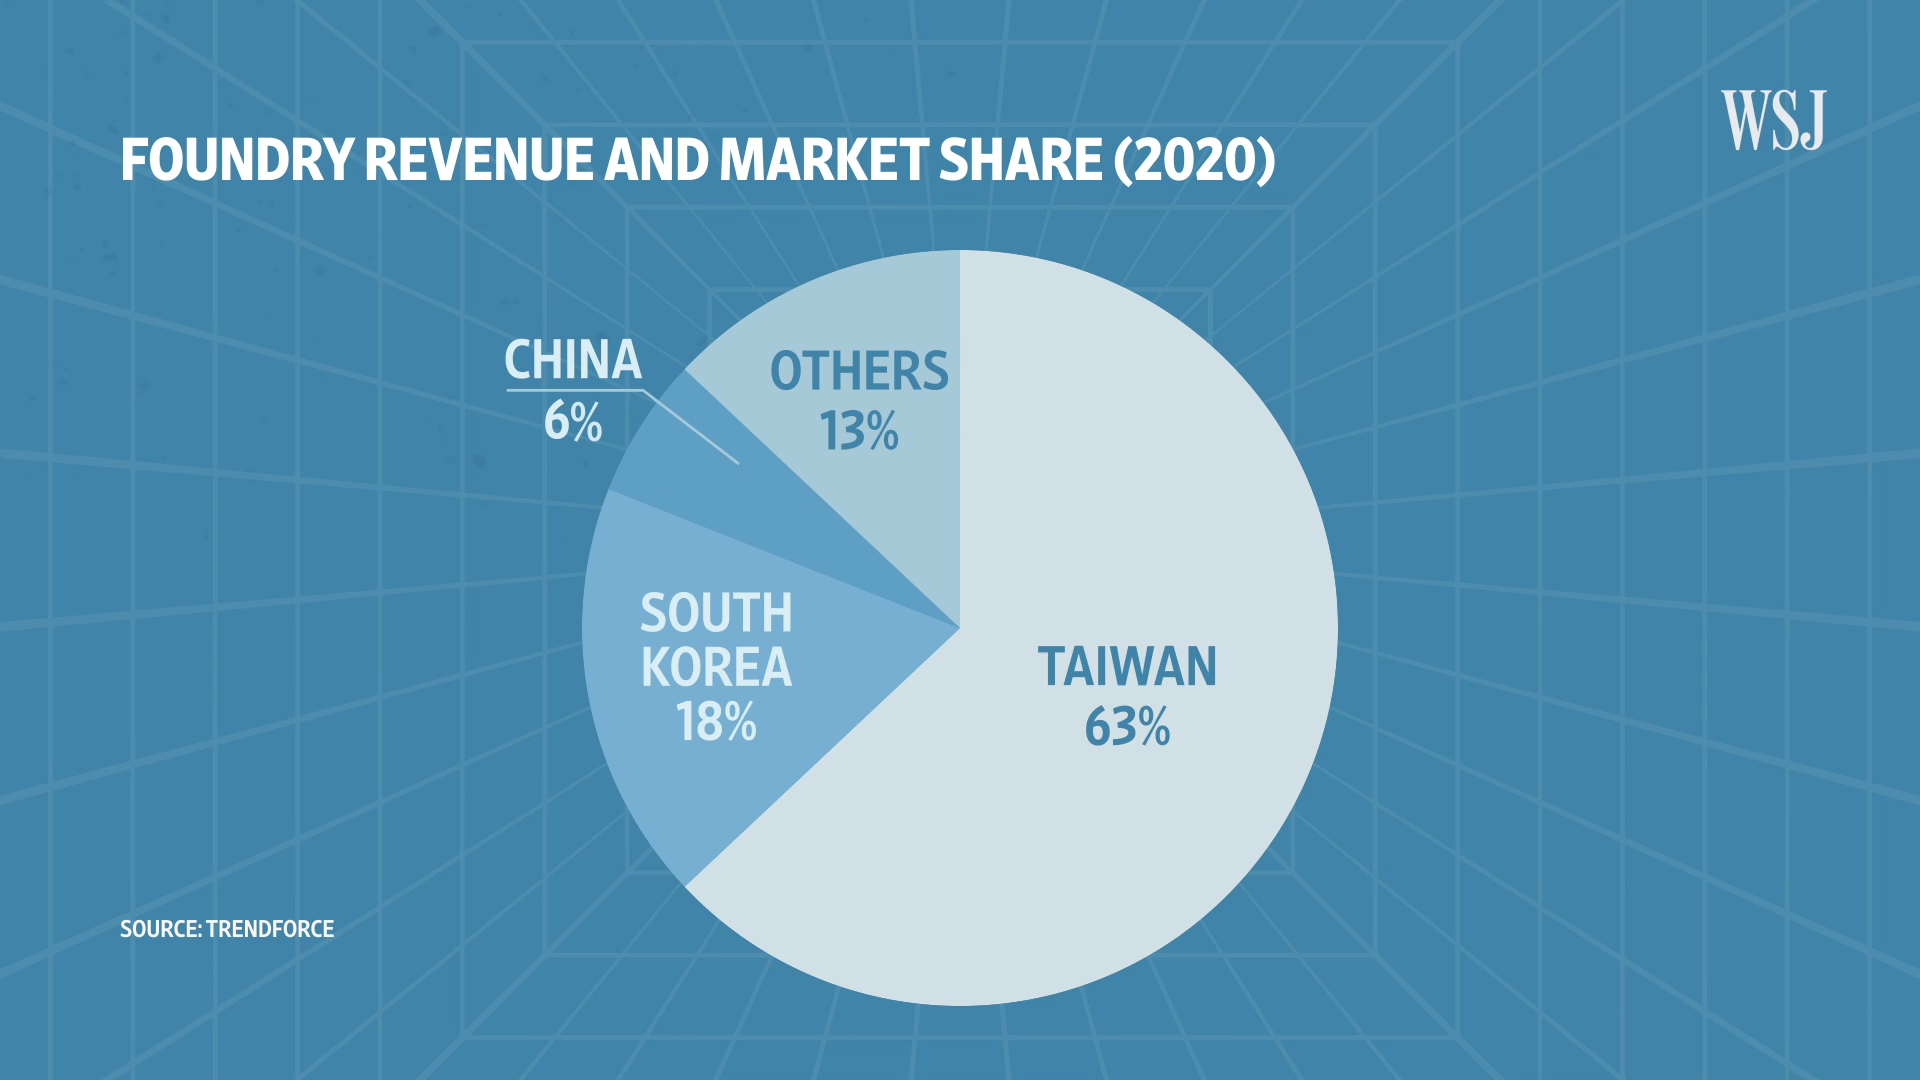 WSJ
FOUNDRY REVENUE AND MARKET SHARE (2020)
CHINA
6%
OTHERS
13%
SOUTH
KOREA
18%
TAIWAN
63%
SOURCE: TRENDFORCE